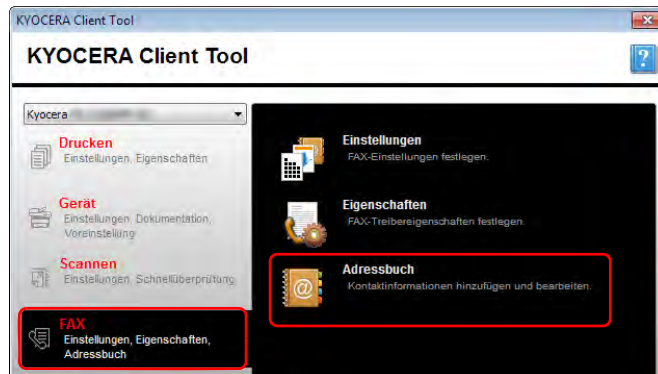 KYOCERA Client Tool
KYOCERA Client Tool
?
Kyocera
Drucken
Einstellungen, Eigenschaften
Gerät
Einstellungen, Dokumentation,
Voreinstellung
Scannen
Einstellungen, Schnellüberprüfung
FAX
Einstellungen, Eigenschaften,
Adressbuch
Einstellungen
FAX-Einstellungen festlegen.
Eigenschaften
FAX-Treibereigenschaften festlegen.
Adressbuch
Kontaktinformationen hinzufügen und bearbeiten.